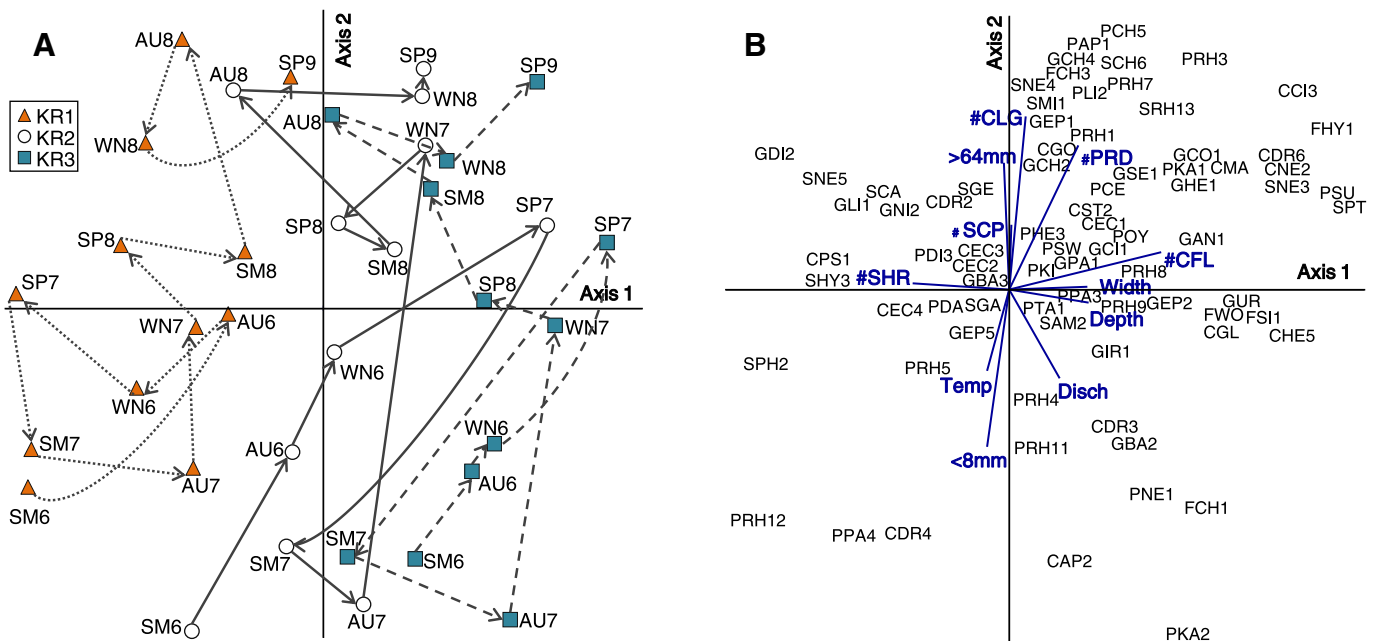 A
Axis 2
AU8
SP9
AU8
SP9
SP9
KR1
KR2
KR3
WN8
AU8
WN8
WN7
WN8
SM8
SP8
SP8
SM8
SM8
SP7
SP7
SP7
SP8
Axis 1
WN7
AU6
WN7
WN6
WN6
WN6
SM7
AU6
AU6
AU7
SM6
SM7
SM7
SM6
SM6
AU7
AU7
B
Axis 2
PCH5
PAP1
GCH4
SCH6
PRH3
FCH3
SNE4
PRH7
PLI2
CCI3
SMI1
SRH13
#CLG
GEP1
FHY1
PRH1
GDI2
>64mm
CGO
#PRD
GCO1
CDR6
GCH2
GSE1
PKA1
CMA
CNE2
SNE5
SCA
SGE
PCE
GHE1
SNE3
PSU
GLI1
GNI2
CDR2
CST2
SPT
#SCP
PHE3
CEC1
POY
GAN1
CPS1
PDI3
CEC3
PSW
GCI1
#CFL
CEC2
GPA1
SHY3
#SHR
GBA3
PKI
PRH8
Axis 1
Width
CEC4
PDA
SGA
PTA1
PPA3
PRH9
GEP2
GUR
GEP5
SAM2
Depth
FWO
FSI1
CGL
CHE5
SPH2
PRH5
GIR1
Temp
Disch
PRH4
CDR3
<8mm
PRH11
GBA2
PNE1
FCH1
PRH12
PPA4
CDR4
CAP2
PKA2